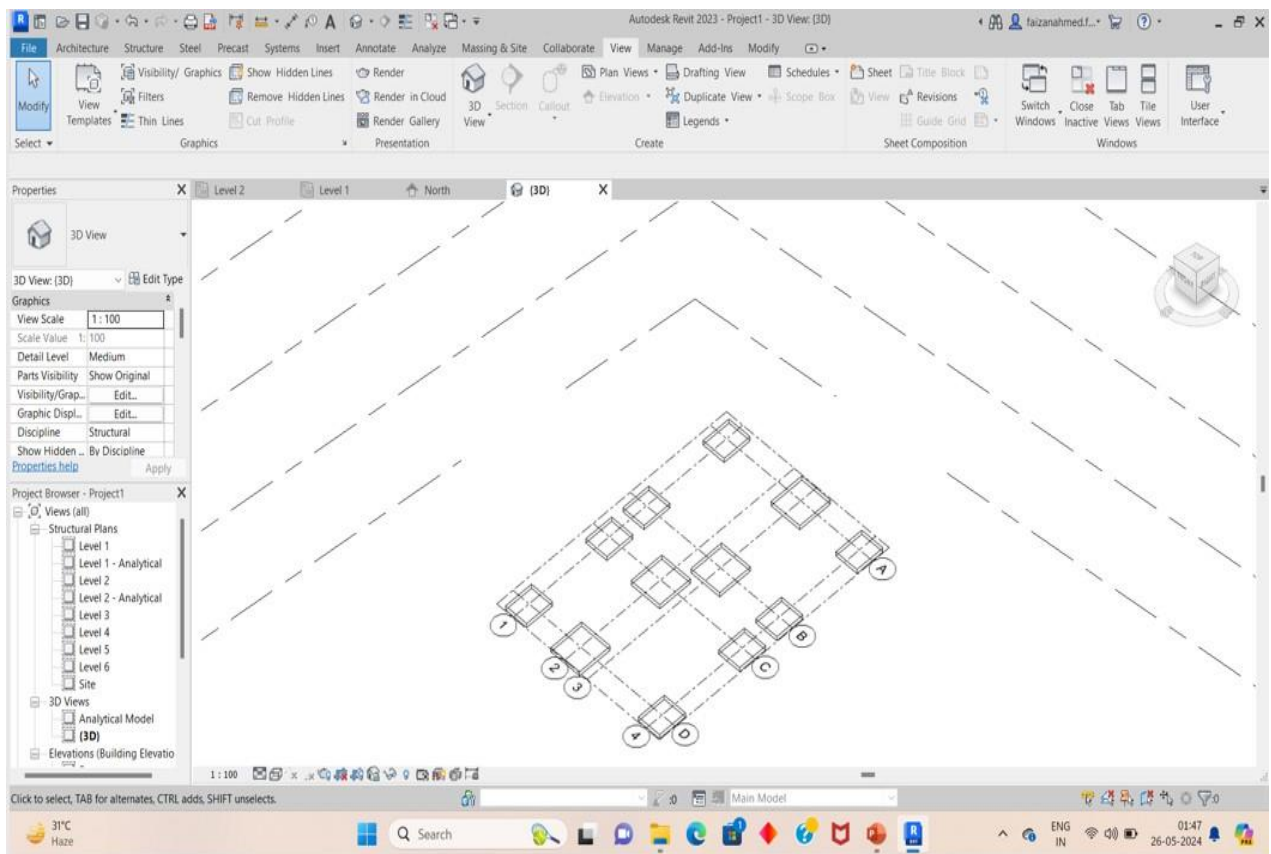 Autodesk Revit 2023 - Project1 - 3D View: {3D}
faizanahmed.f...
File Architecture Structure Steel Precast Systems Insert Annotate Analyze Massing & Site Collaborate View Manage Add-Ins Modify
Modify
View Templates
Visibility/ Graphics
Filters
Thin Lines
Show Hidden Lines
Remove Hidden Lines
Cut Profile
Render
Render in Cloud
Render Gallery
3D View
Section
Callout
Plan Views
Elevation
Drafting View
Duplicate View
Legends
Schedules
Scope Box
Sheet
View
Title Block
Revisions
Guide Grid
Switch Windows
Close Inactive
Tab Views
Tile Views
User Interface
Select Graphics Presentation Create Sheet Composition Windows
Properties X
Level 2 Level 1 North {3D} X
3D View
3D View: {3D} Edit Type
Graphics
View Scale 1 : 100
Scale Value 1: 100
Detail Level Medium
Parts Visibility Show Original
Visibility/Grap... Edit...
Graphic Displ... Edit...
Discipline Structural
Show Hidden ... By Discipline
Properties help Apply
Project Browser - Project1 X
Views (all)
Structural Plans
Level 1
Level 1 - Analytical
Level 2
Level 2 - Analytical
Level 3
Level 4
Level 5
Level 6
Site
3D Views
Analytical Model
{3D}
Elevations (Building Elevatio
TOP
A
B
C
D
1
2
3
4
1 : 100
Click to select, TAB for alternates, CTRL adds, SHIFT unselects.
:0
Main Model
:0
31°C
Haze
Search
ENG
IN
01:47
26-05-2024